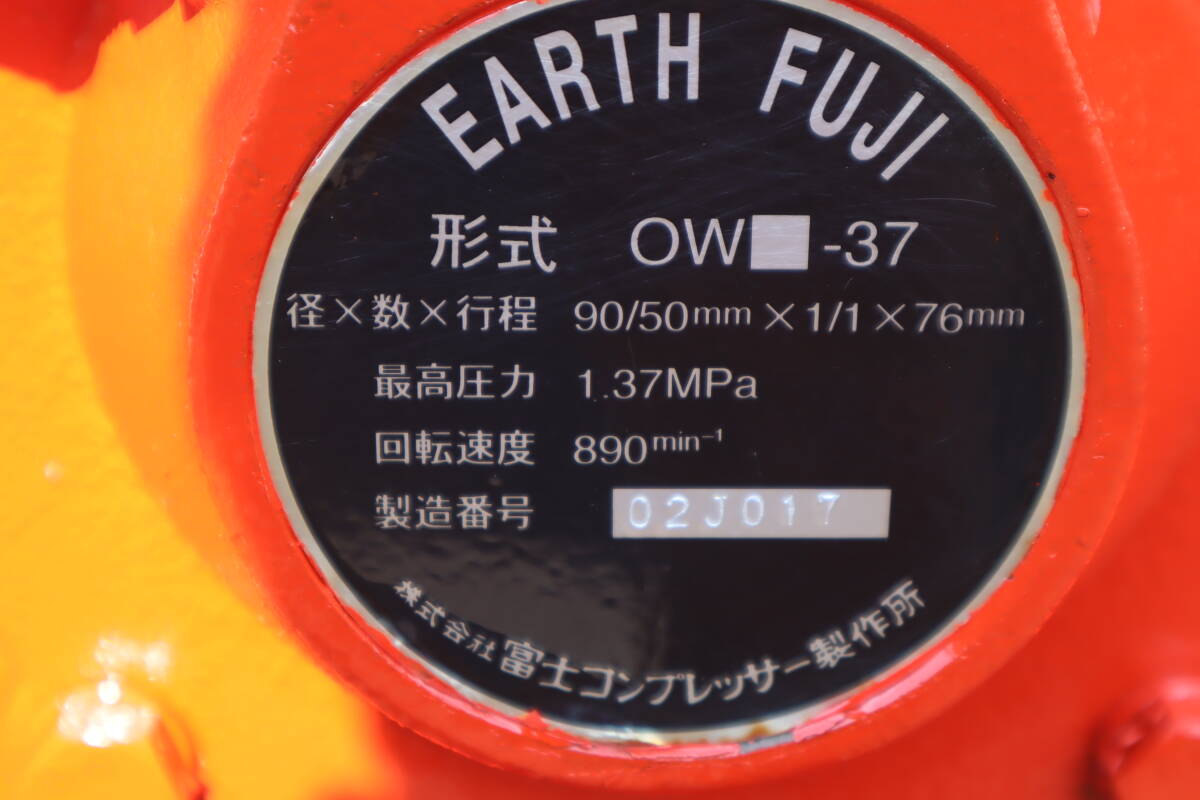 EARTH FUJI
形式 OW -37
径×数×行程 90/50mm×1/1×76mm
最高圧力 1.37MPa
回転速度 890min⁻¹
製造番号 02J017
株式会社富士コンプレッサー製作所